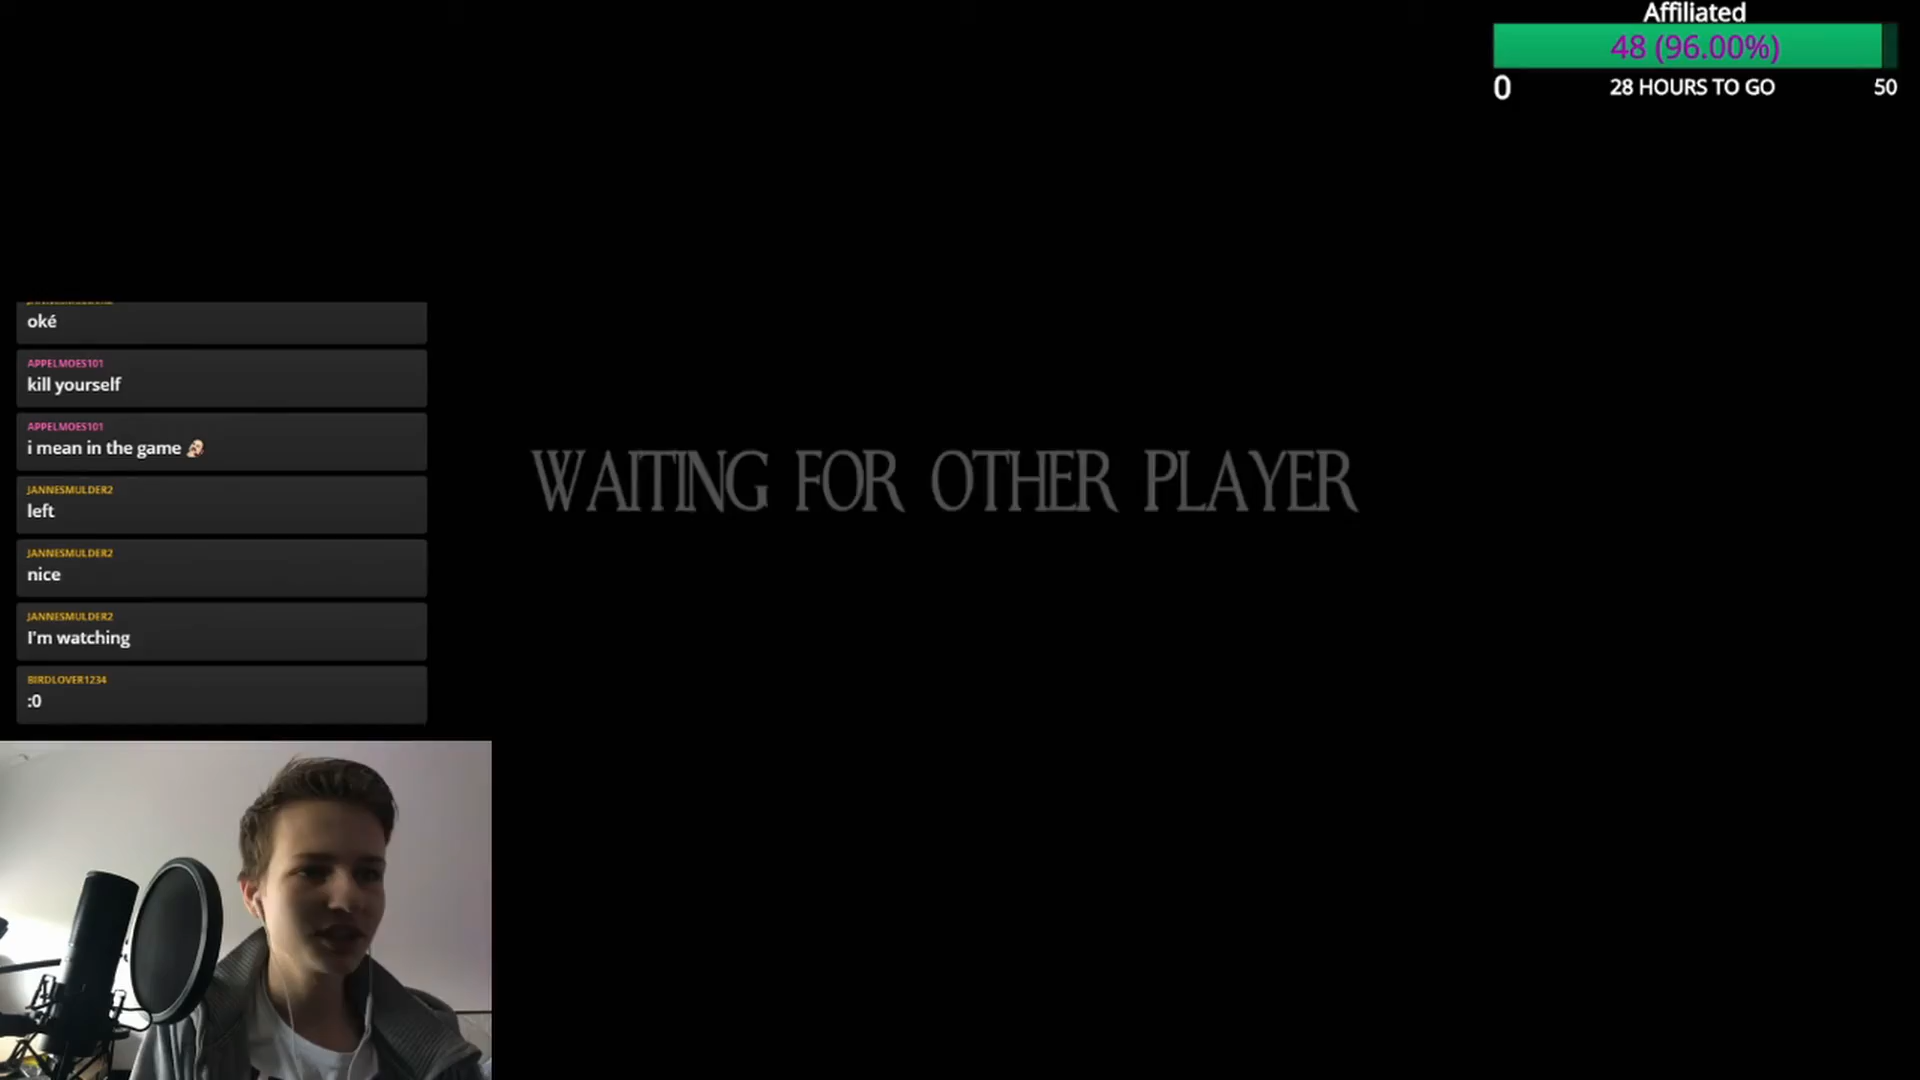 Affiliated
48 (96.00%)
0 28 HOURS TO GO 50
oké
APPELMOES101
kill yourself
APPELMOES101
i mean in the game
JANNESMULDER2
left
JANNESMULDER2
nice
JANNESMULDER2
I'm watching
BIRDLOVER1234
:0
WAITING FOR OTHER PLAYER